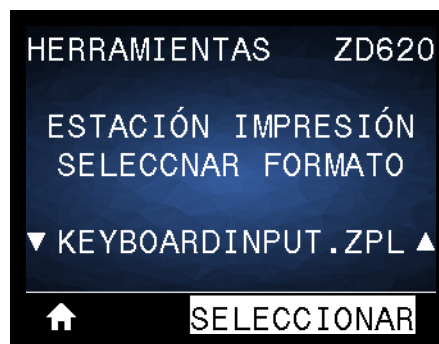 HERRAMIENTAS ZD620
ESTACIÓN IMPRESIÓN
SELECCNAR FORMATO
▼ KEYBOARDINPUT.ZPL ▲
SELECCIONAR